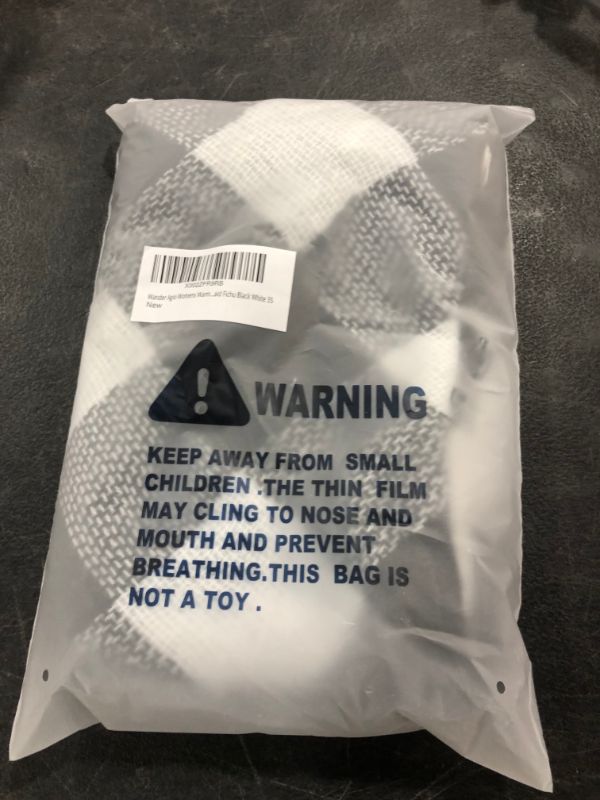 Wander Agio Womens Warm...aid Fichu Black White 35
New
WARNING
KEEP AWAY FROM SMALL
CHILDREN .THE THIN FILM
MAY CLING TO NOSE AND
MOUTH AND PREVENT
BREATHING.THIS BAG IS
NOT A TOY .